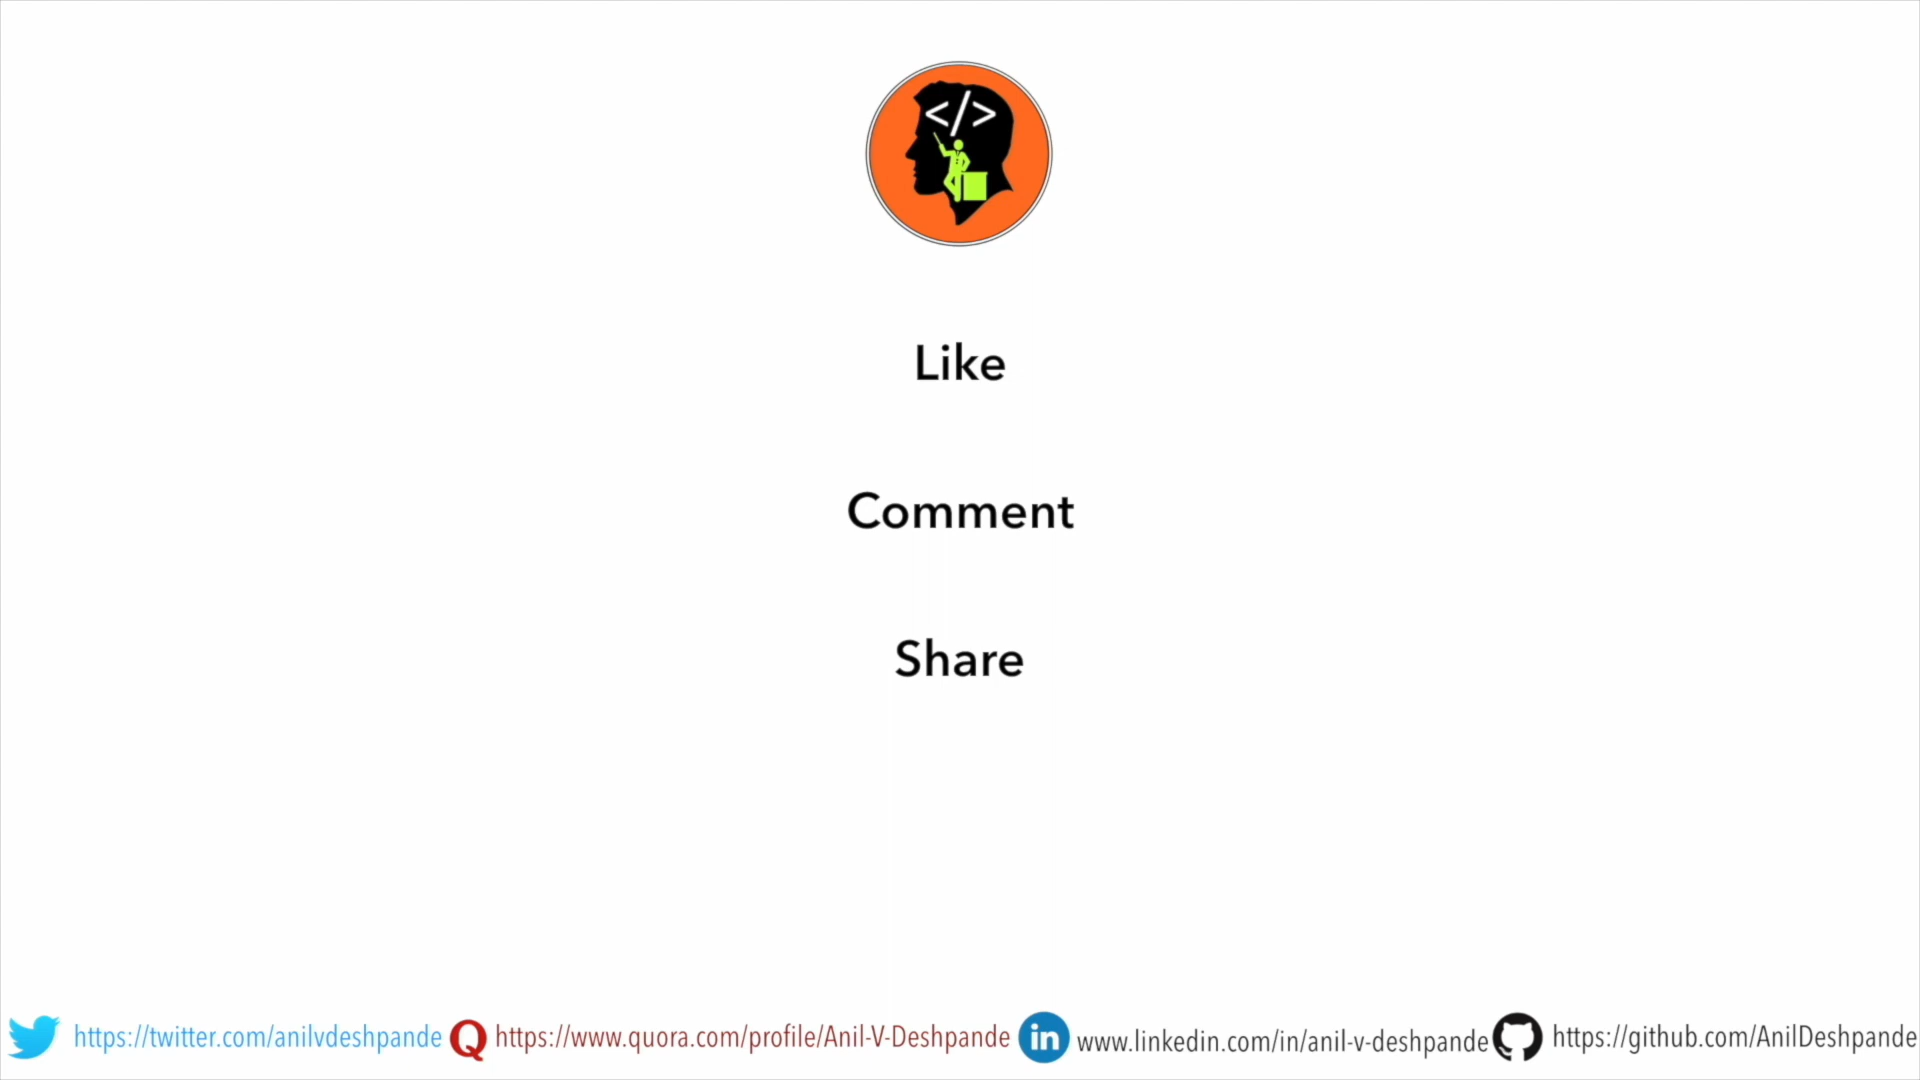 </>
Like
Comment
Share
https://twitter.com/anilvdeshpande https://www.quora.com/profile/Anil-V-Deshpande www.linkedin.com/in/anil-v-deshpande https://github.com/AnilDeshpande